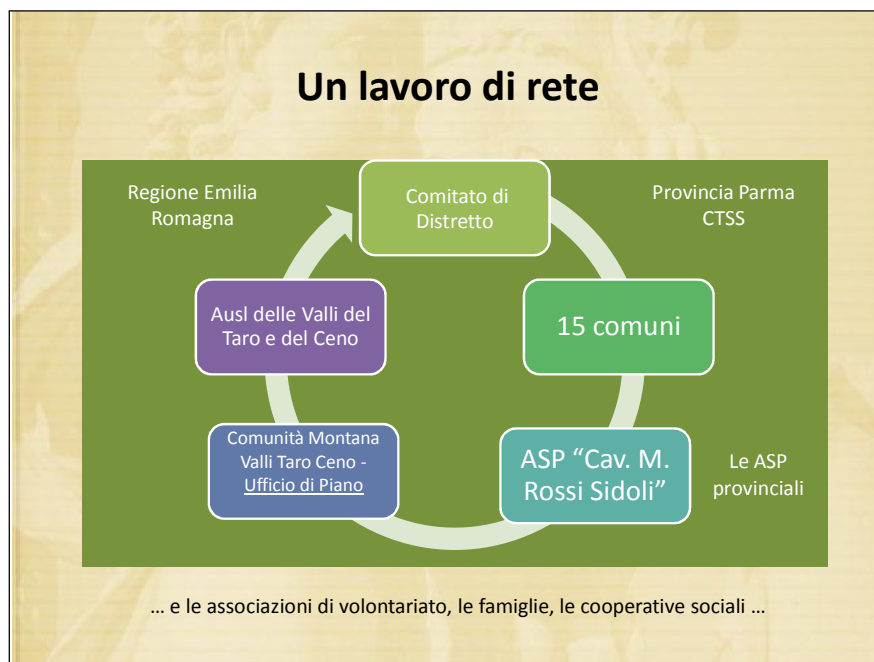 Un lavoro di rete
Regione Emilia
Romagna
Comitato di
Distretto
Provincia Parma
CTSS
Ausl delle Valli del
Taro e del Ceno
15 comuni
Comunità Montana
Valli Taro Ceno -
Ufficio di Piano
ASP “Cav. M.
Rossi Sidoli”
Le ASP
provinciali
… e le associazioni di volontariato, le famiglie, le cooperative sociali …